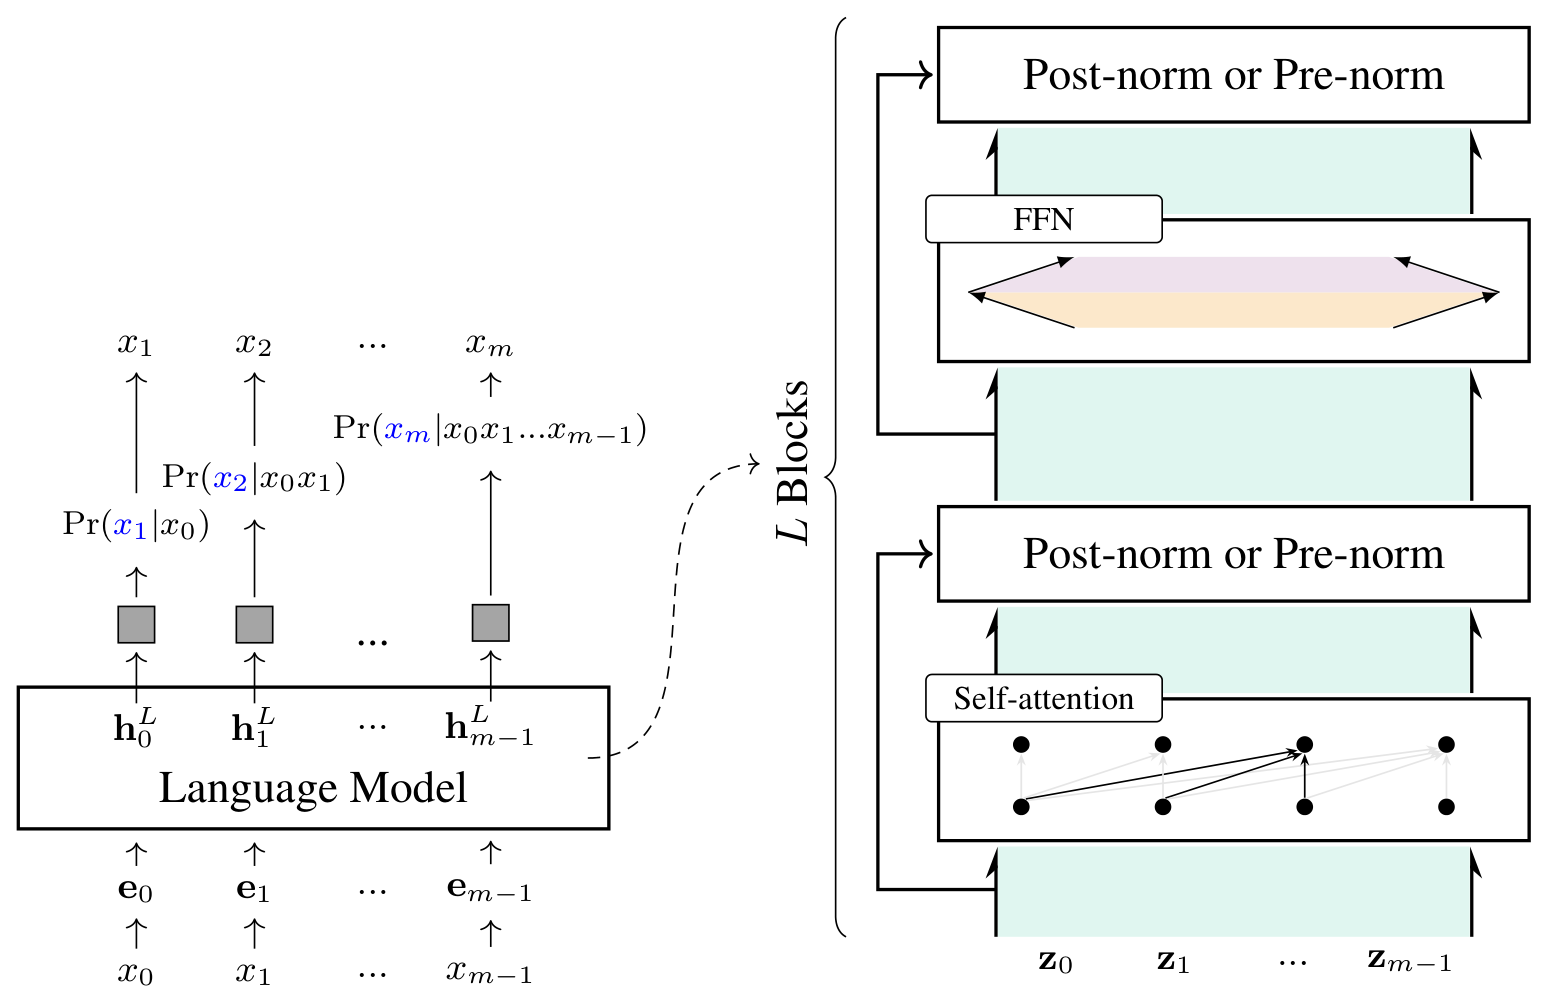 x_1 x_2 ... x_m
Pr(x_m|x_0x_1...x_{m−1})
Pr(x_2|x_0x_1)
Pr(x_1|x_0)
...
h_0^L h_1^L ... h_{m−1}^L
Language Model
e_0 e_1 ... e_{m−1}
x_0 x_1 ... x_{m−1}
L Blocks
Post-norm or Pre-norm
FFN
Post-norm or Pre-norm
Self-attention
z_0 z_1 ... z_{m−1}